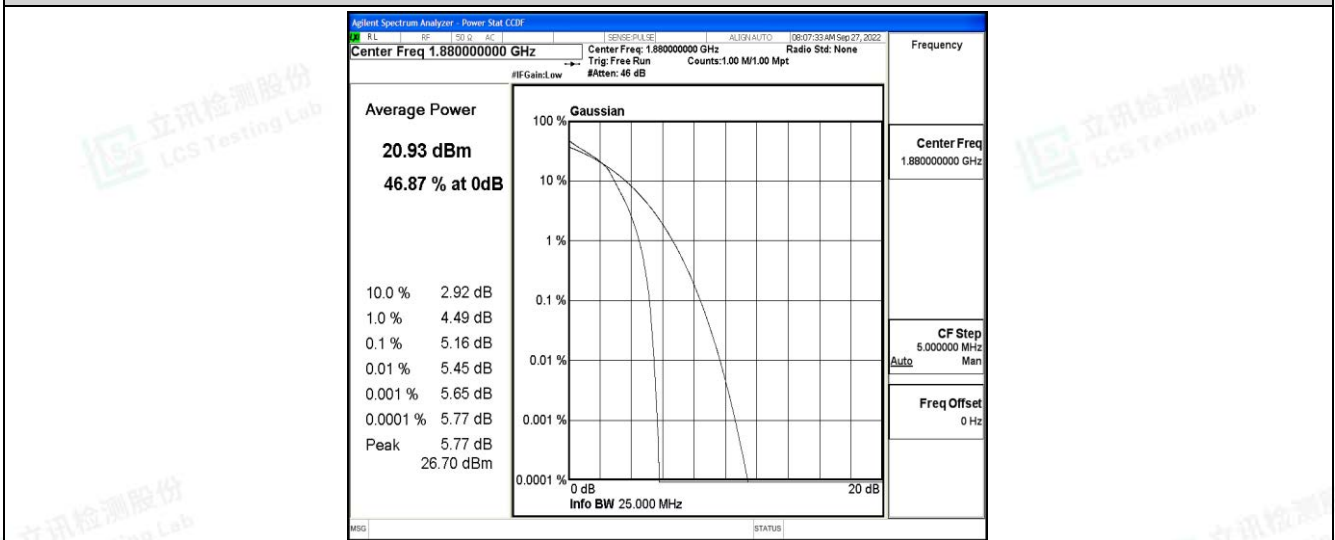 Agilent Spectrum Analyzer - Power Stat CCDF
LXI RL RF 50 Ω AC SENSE:PULSE ALIGN AUTO 08:07:33 AM Sep 27, 2022
Center Freq 1.880000000 GHz
Center Freq: 1.880000000 GHz Radio Std: None
Trig: Free Run Counts:1.00 M/1.00 Mpt
#IFGain:Low #Atten: 46 dB
Frequency
Average Power
20.93 dBm
46.87 % at 0dB
10.0 % 2.92 dB
1.0 % 4.49 dB
0.1 % 5.16 dB
0.01 % 5.45 dB
0.001 % 5.65 dB
0.0001 % 5.77 dB
Peak 5.77 dB
26.70 dBm
Gaussian
100 %
10 %
1 %
0.1 %
0.01 %
0.001 %
0.0001 %
0 dB 20 dB
Info BW 25.000 MHz
Center Freq
1.880000000 GHz
CF Step
5.000000 MHz
Auto Man
Freq Offset
0 Hz
MSG STATUS
立讯检测股份
LCS Testing Lab
立讯检测股份
LCS Testing Lab
立讯检测股份